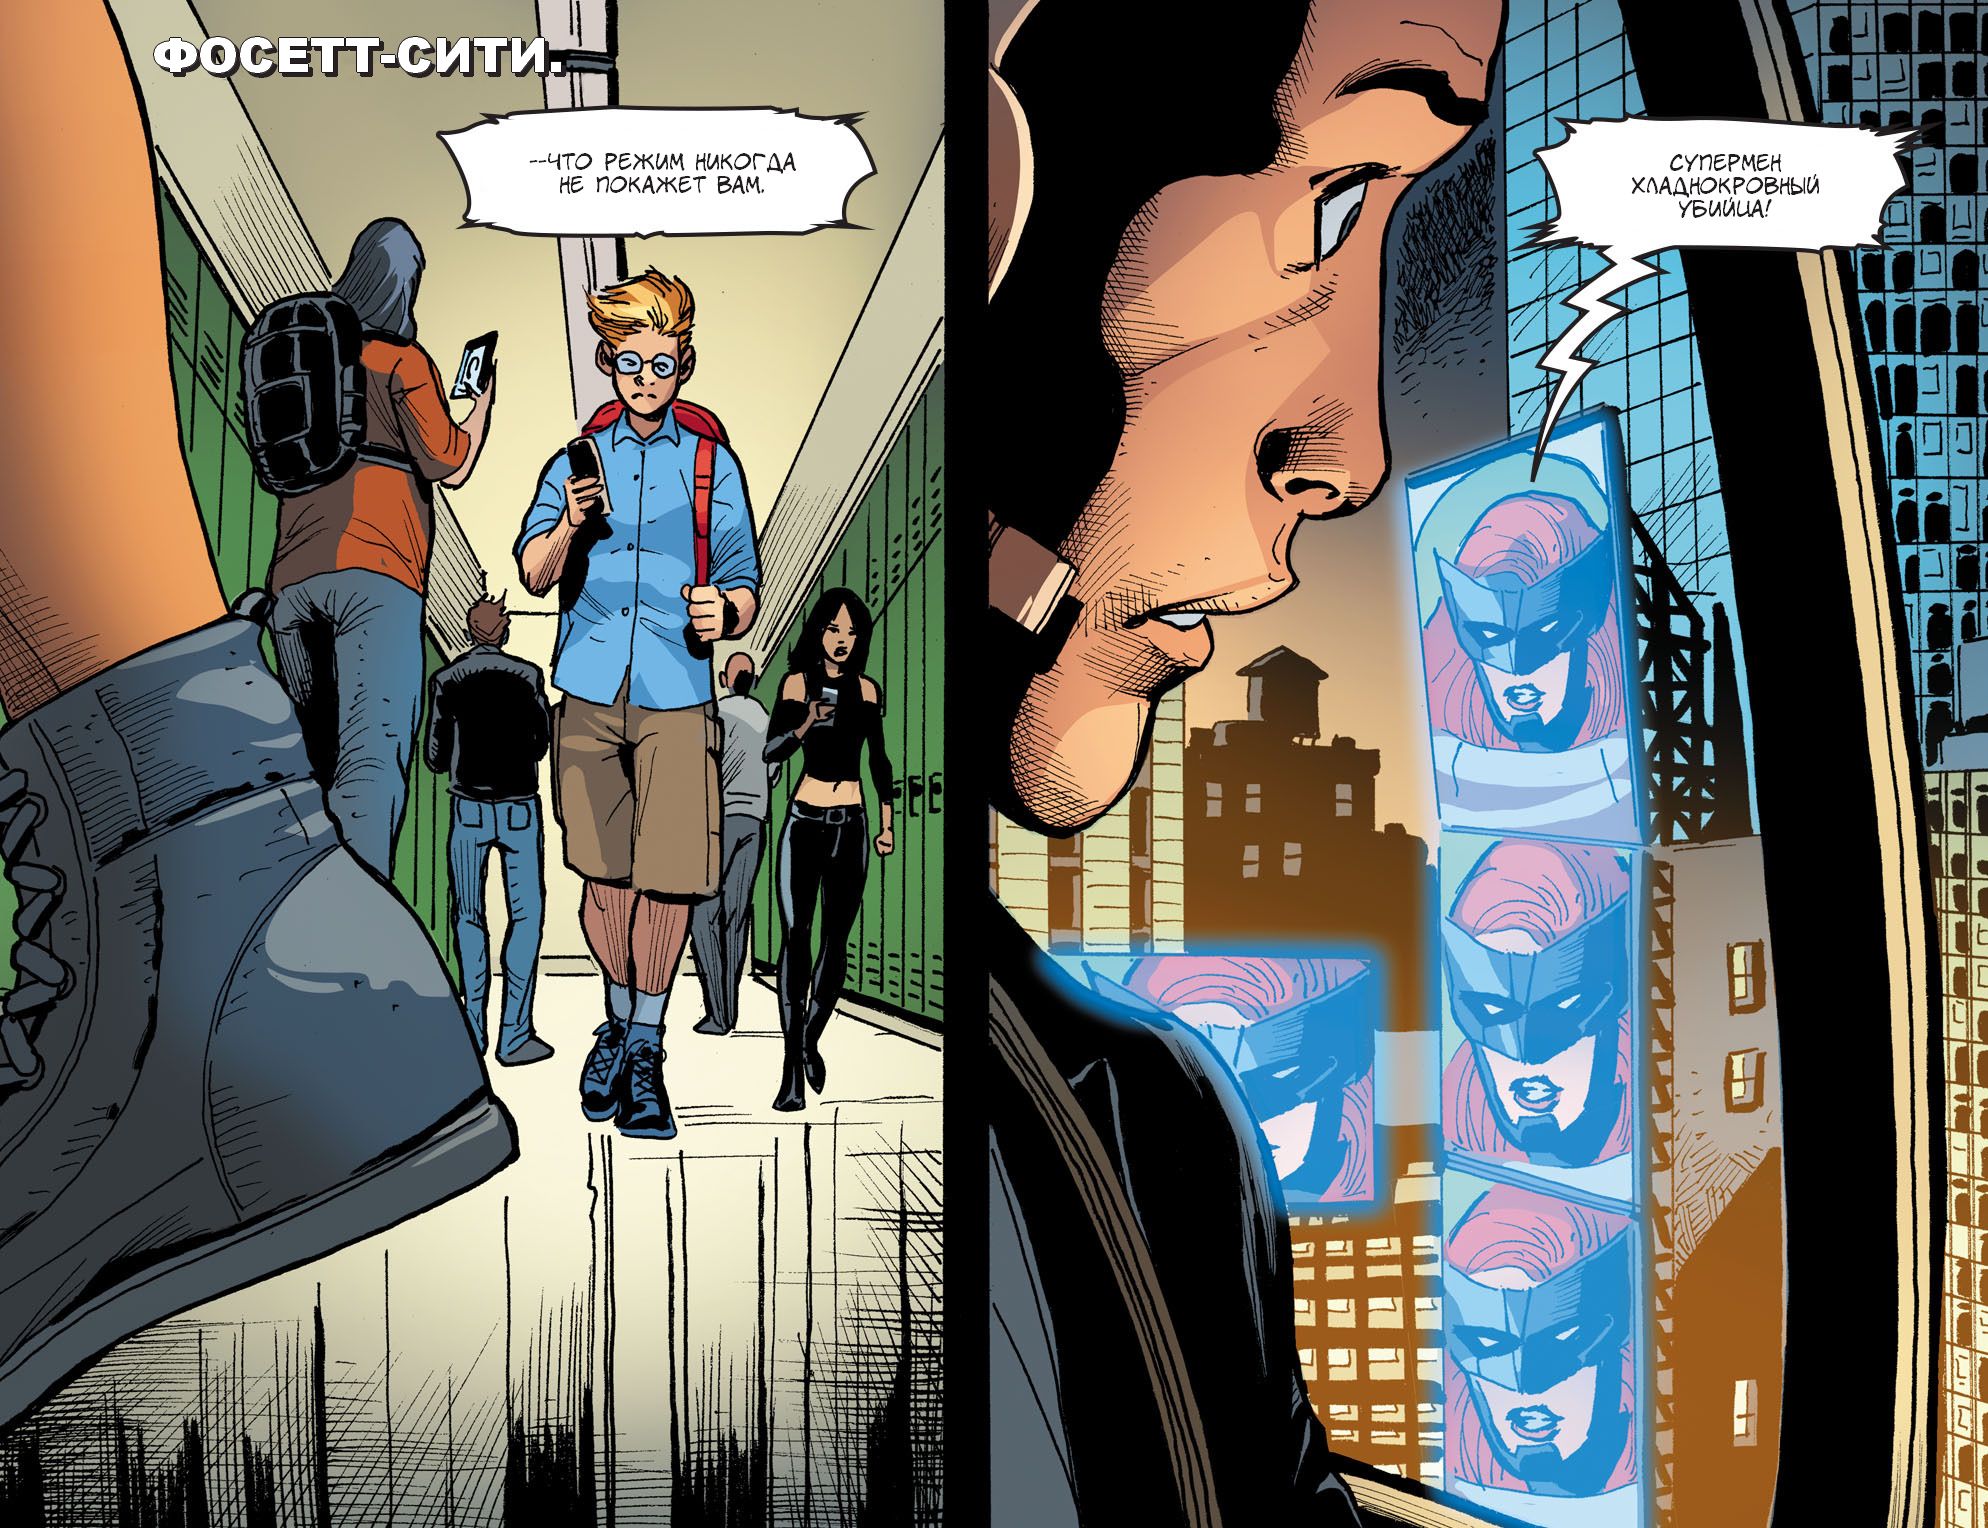 ФОСЕТТ-СИТИ.
--ЧТО РЕЖИМ НИКОГДА
НЕ ПОКАЖЕТ ВАМ.
СУПЕРМЕН
ХЛАДНОКРОВНЫЙ
УБИЙЦА!